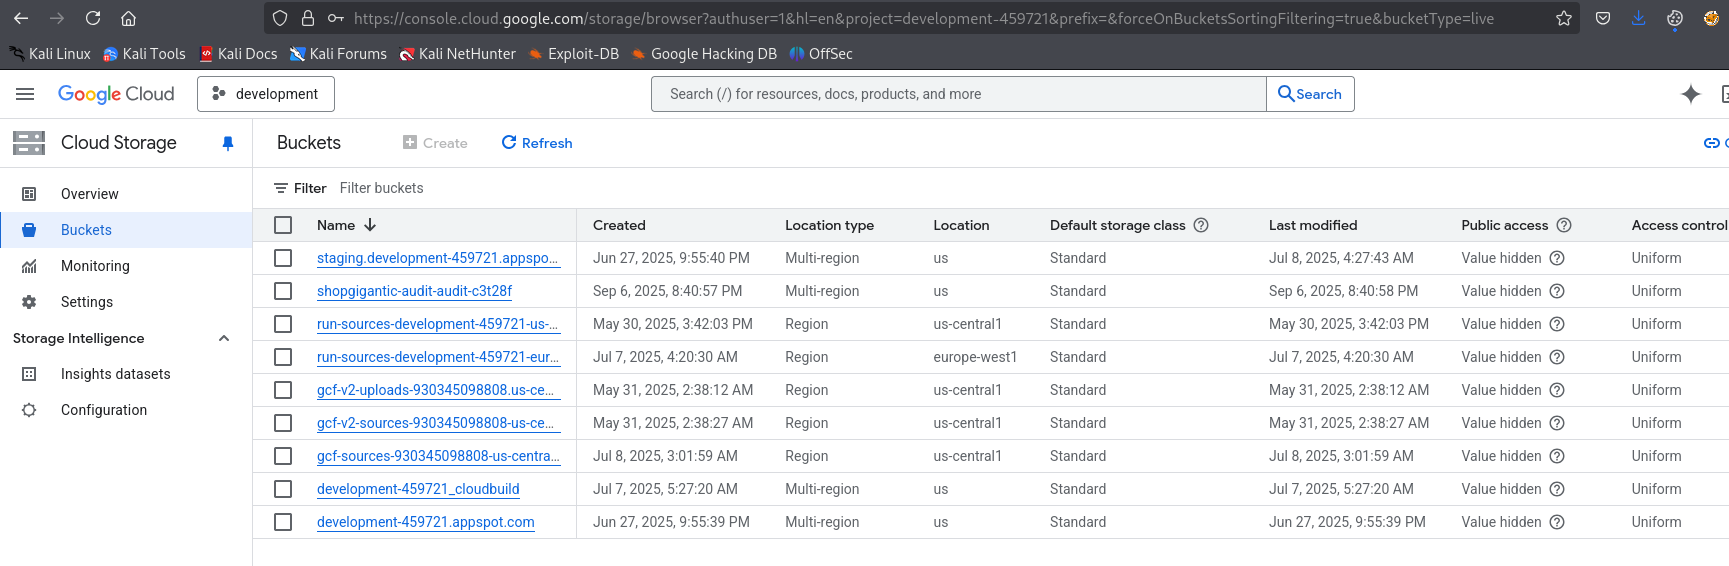 https://console.cloud.google.com/storage/browser?authuser=1&hl=en&project=development-459721&prefix=&forceOnBucketsSortingFiltering=true&bucketType=live
Kali Linux Kali Tools Kali Docs Kali Forums Kali NetHunter Exploit-DB Google Hacking DB OffSec
Google Cloud development Search (/) for resources, docs, products, and more Search
Cloud Storage
Overview
Buckets
Monitoring
Settings
Storage Intelligence
Insights datasets
Configuration
Buckets Create Refresh
Filter Filter buckets
Name Created Location type Location Default storage class Last modified Public access Access control
staging.development-459721.appspo... Jun 27, 2025, 9:55:40 PM Multi-region us Standard Jul 8, 2025, 4:27:43 AM Value hidden Uniform
shopgigantic-audit-audit-c3t28f Sep 6, 2025, 8:40:57 PM Multi-region us Standard Sep 6, 2025, 8:40:58 PM Value hidden Uniform
run-sources-development-459721-us-... May 30, 2025, 3:42:03 PM Region us-central1 Standard May 30, 2025, 3:42:03 PM Value hidden Uniform
run-sources-development-459721-eur... Jul 7, 2025, 4:20:30 AM Region europe-west1 Standard Jul 7, 2025, 4:20:30 AM Value hidden Uniform
gcf-v2-uploads-930345098808.us-ce... May 31, 2025, 2:38:12 AM Region us-central1 Standard May 31, 2025, 2:38:12 AM Value hidden Uniform
gcf-v2-sources-930345098808-us-ce... May 31, 2025, 2:38:27 AM Region us-central1 Standard May 31, 2025, 2:38:27 AM Value hidden Uniform
gcf-sources-930345098808-us-centra... Jul 8, 2025, 3:01:59 AM Region us-central1 Standard Jul 8, 2025, 3:01:59 AM Value hidden Uniform
development-459721_cloudbuild Jul 7, 2025, 5:27:20 AM Multi-region us Standard Jul 7, 2025, 5:27:20 AM Value hidden Uniform
development-459721.appspot.com Jun 27, 2025, 9:55:39 PM Multi-region us Standard Jun 27, 2025, 9:55:39 PM Value hidden Uniform